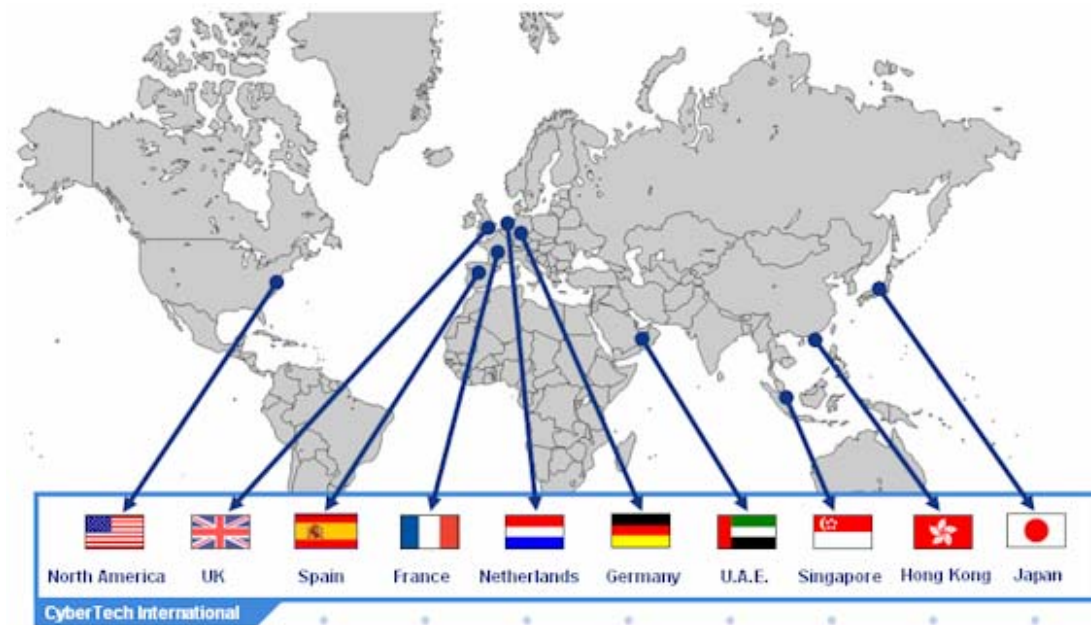 North America UK Spain France Netherlands Germany U.A.E. Singapore Hong Kong Japan
CyberTech International